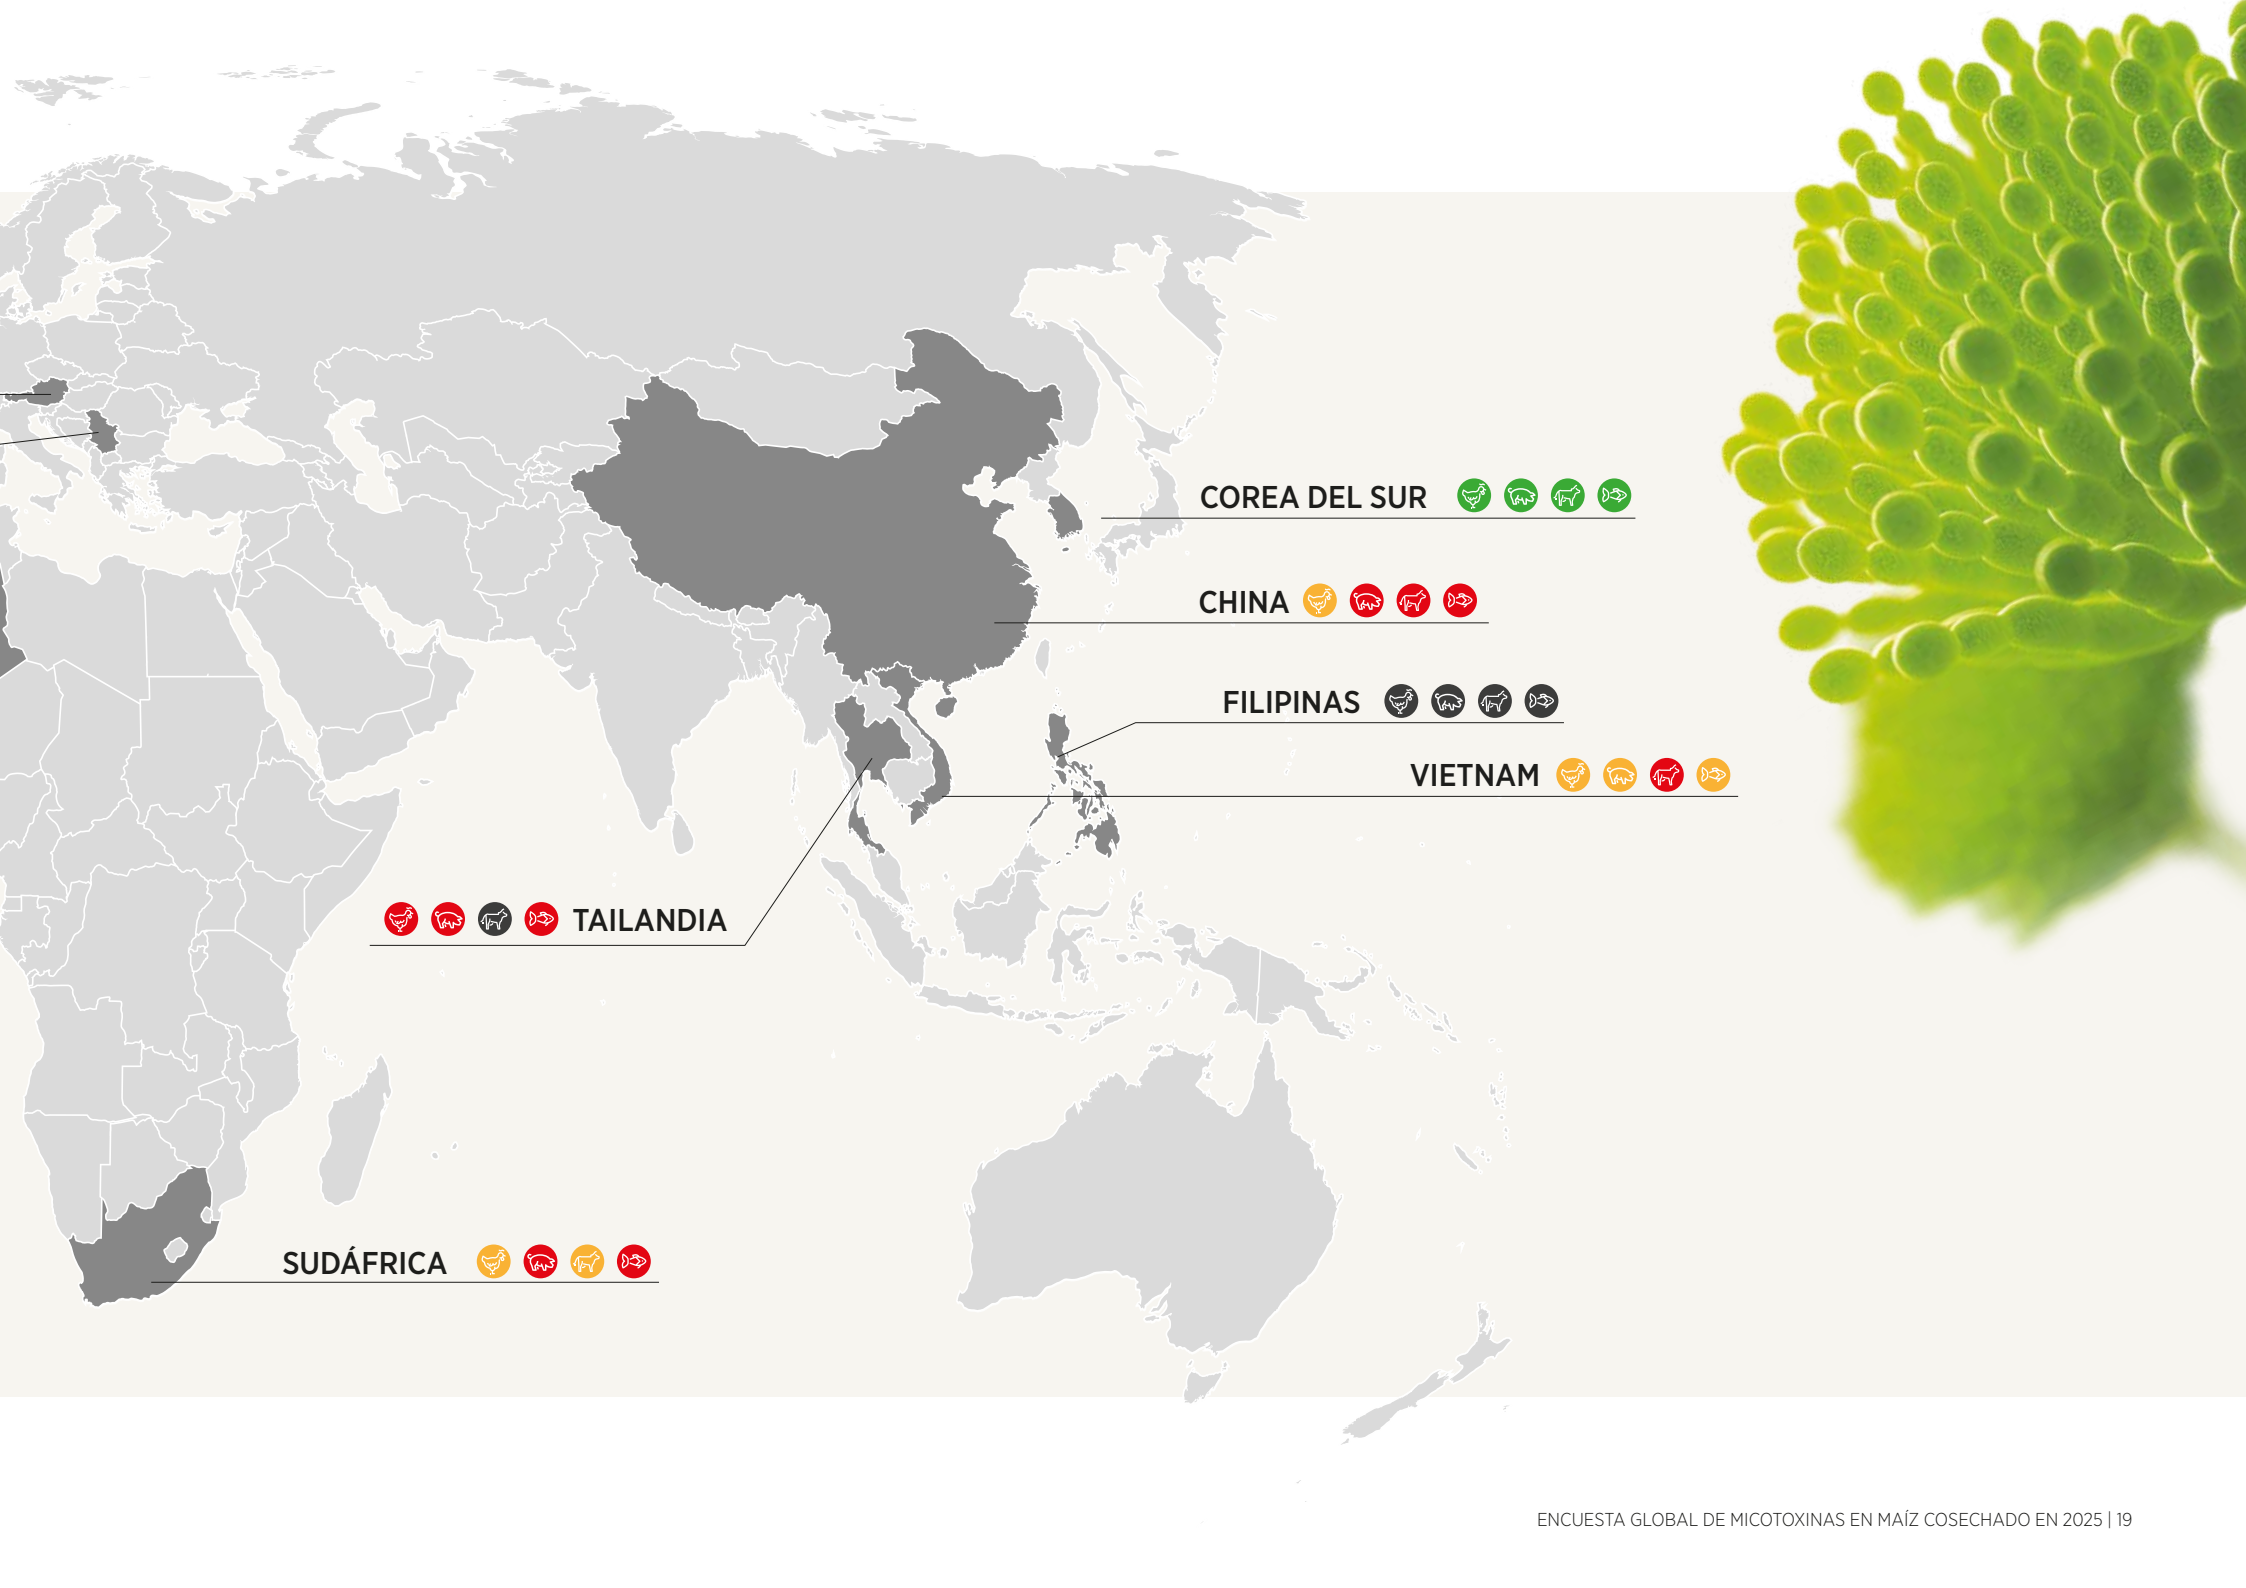 COREA DEL SUR
CHINA
FILIPINAS
VIETNAM
TAILANDIA
SUDÁFRICA
ENCUESTA GLOBAL DE MICOTOXINAS EN MAÍZ COSECHADO EN 2025 | 19